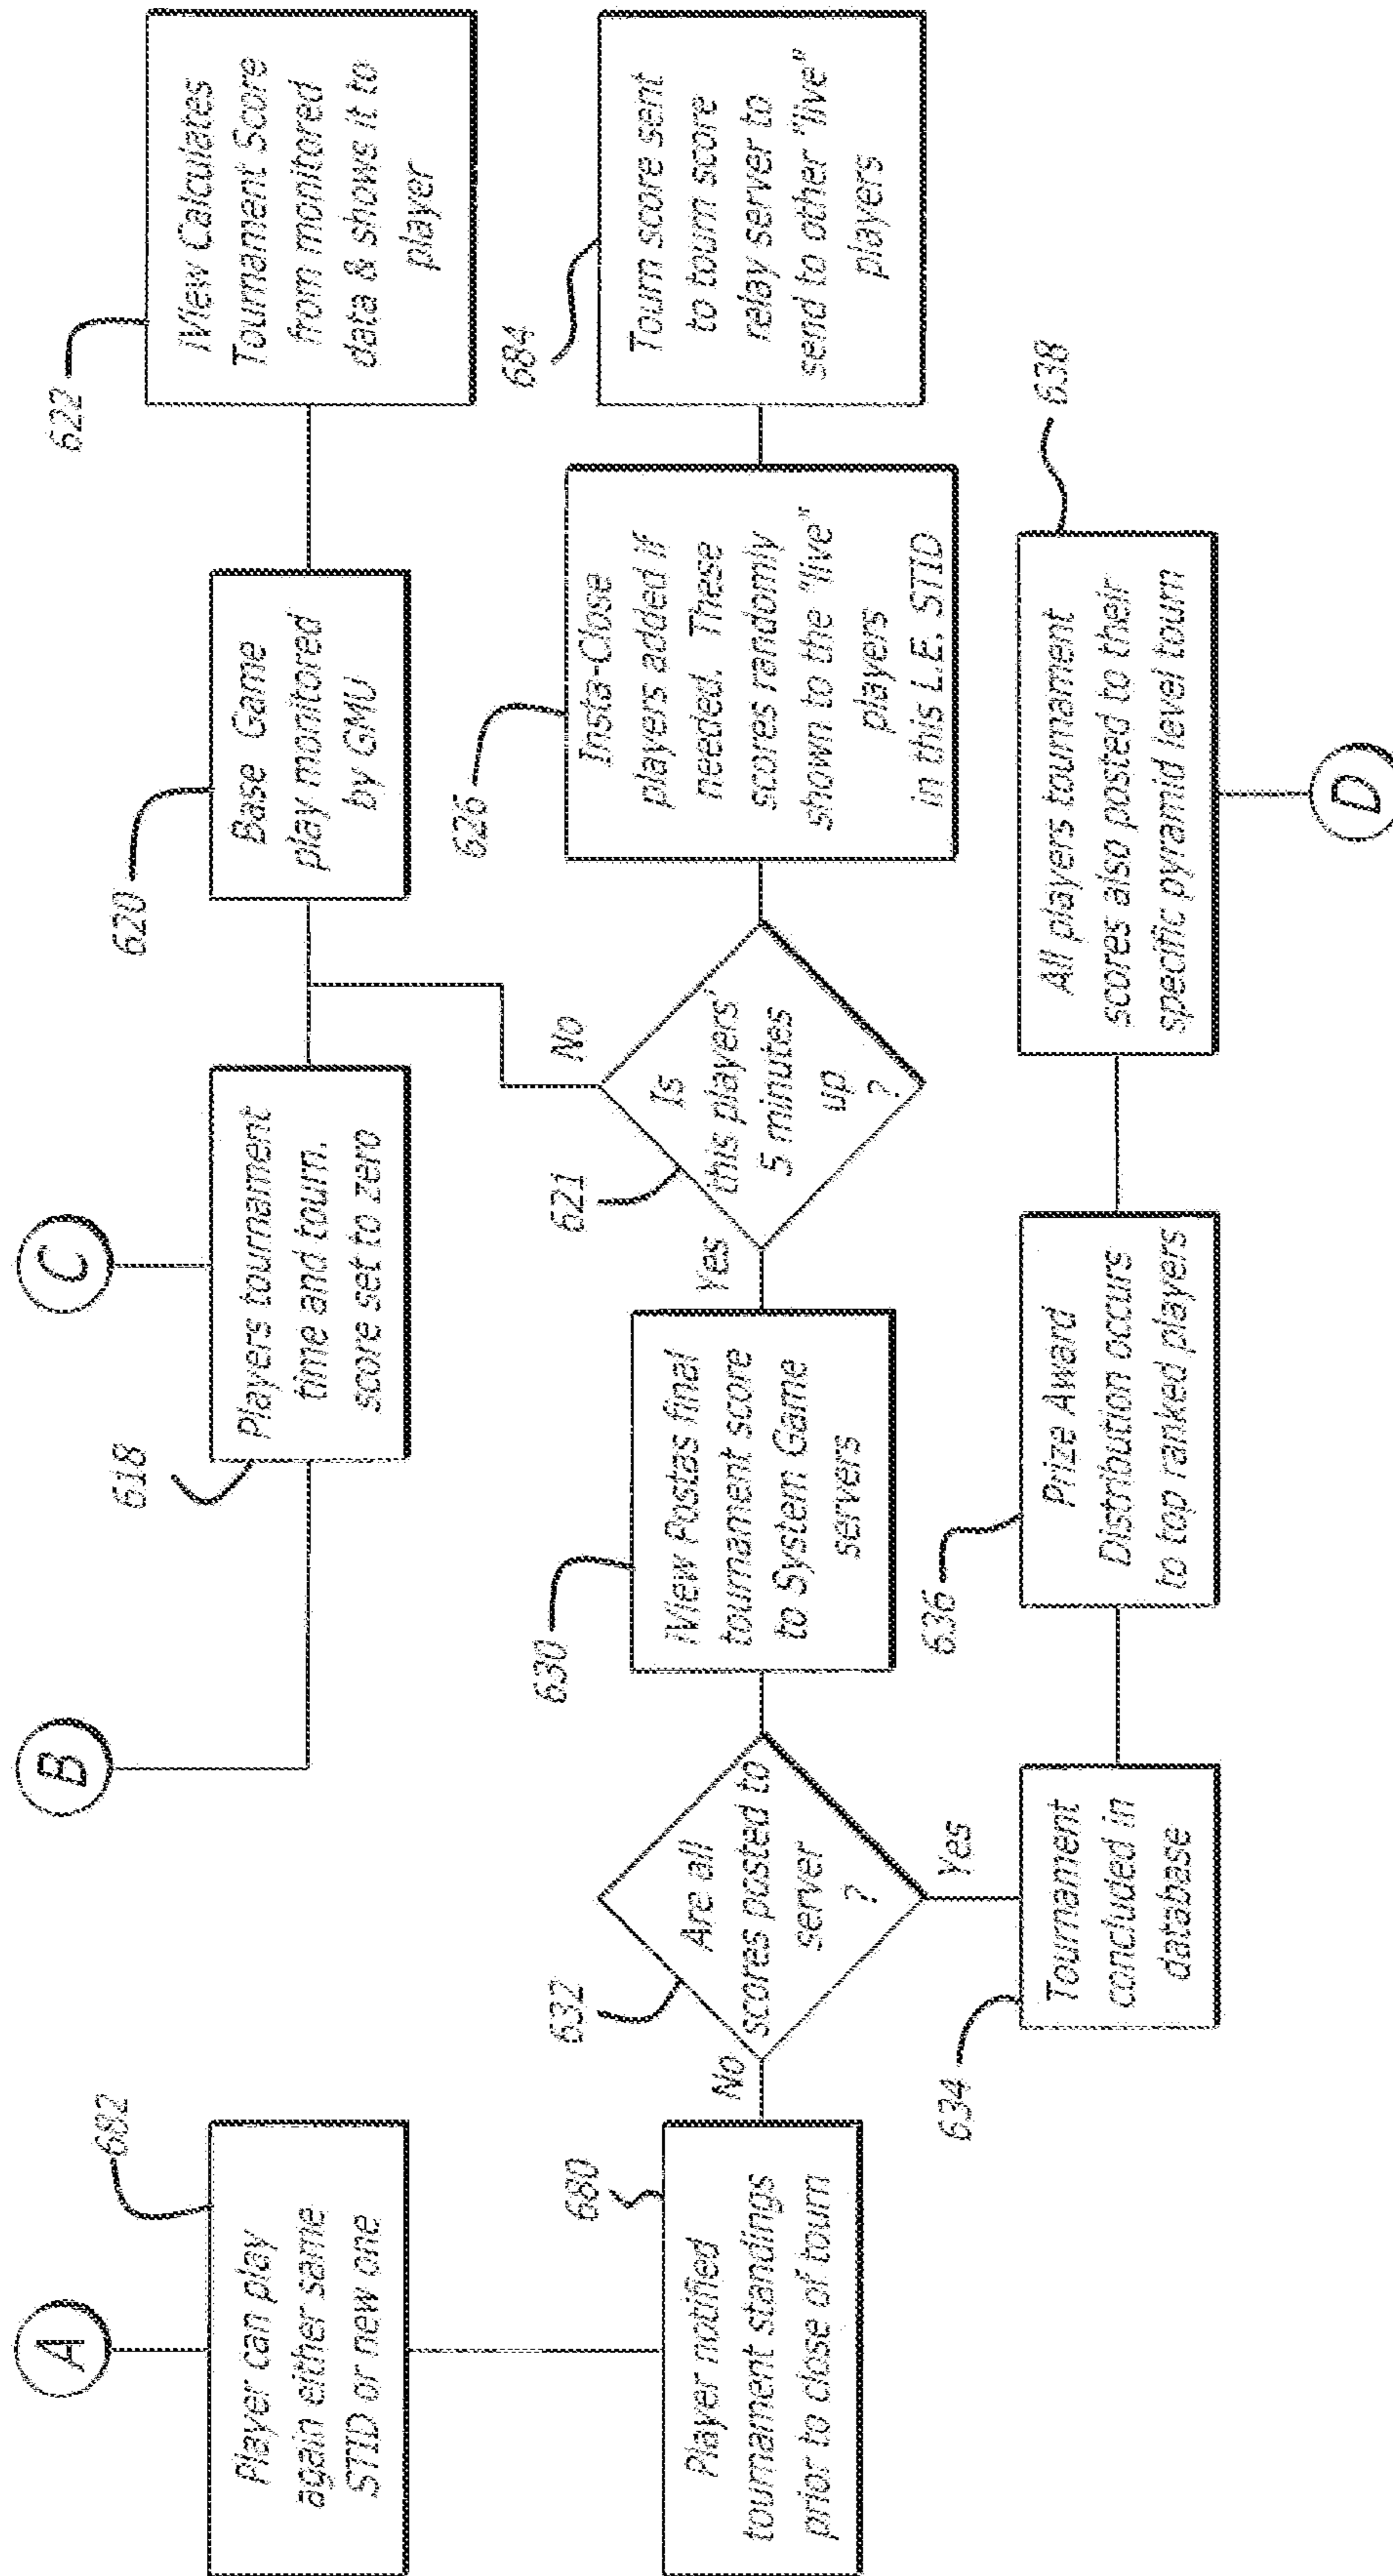 A
B
C
682
Player can play
again either same
STID or new one
618
Players tournament
time and tourn.
score set to zero
620
Base Game
play monitored
by GMU
622
iView Calculates
Tournament Score
from monitored
data & shows it to
player
680
Player notified
tournament standings
prior to close of tourn
No
632
Are all
scores posted to
server
?
Yes
630
iView Postas final
tournament score
to System Game
servers
Yes
621
Is
this players'
5 minutes
up
?
No
626
Insta-Close
players added if
needed. These
scores randomly
shown to the "live"
players
in this I.E. STID
684
Tourn score sent
to tourn score
relay server to
send to other "live"
players
634
Tournament
concluded in
database
636
Prize Award
Distribution occurs
to top ranked players
638
All players tournament
scores also posted to their
specific pyramid level tourn
D